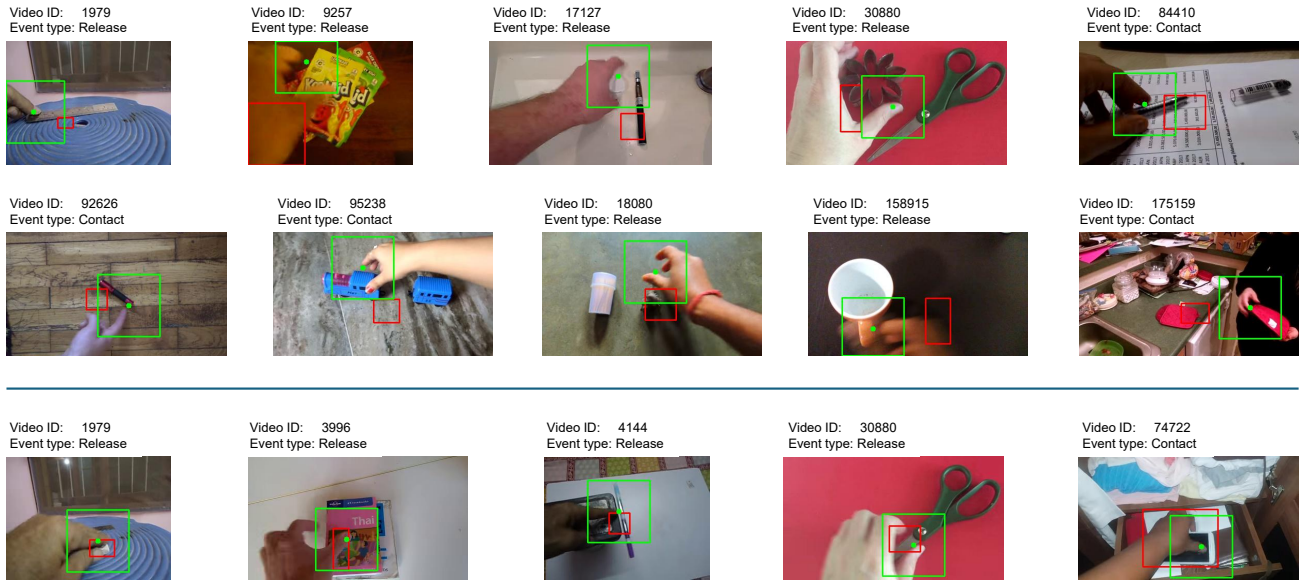 Video ID: 1979
Event type: Release
Video ID: 9257
Event type: Release
Video ID: 17127
Event type: Release
Video ID: 30880
Event type: Release
Video ID: 84410
Event type: Contact
Video ID: 92626
Event type: Contact
Video ID: 95238
Event type: Contact
Video ID: 18080
Event type: Release
Video ID: 158915
Event type: Release
Video ID: 175159
Event type: Contact
Video ID: 1979
Event type: Release
Video ID: 3996
Event type: Release
Thai
Video ID: 4144
Event type: Release
Video ID: 30880
Event type: Release
Video ID: 74722
Event type: Contact